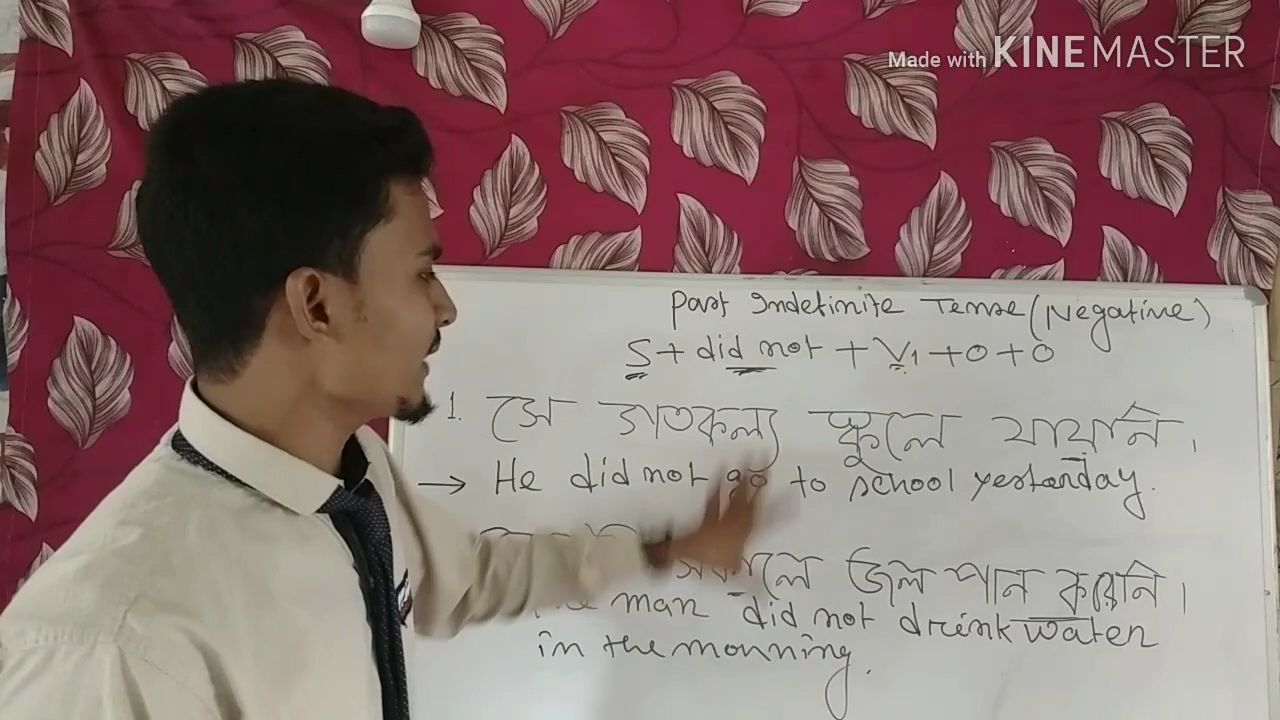 Made with KINEMASTER
Past Indefinite Tense (Negative)
S + did not + V1 + O + O
1. সে গতকল্য স্কুলে যায়নি।
→ He did not go to school yesterday.
সকালে জল পান করেনি।
man did not drink water
in the morning.